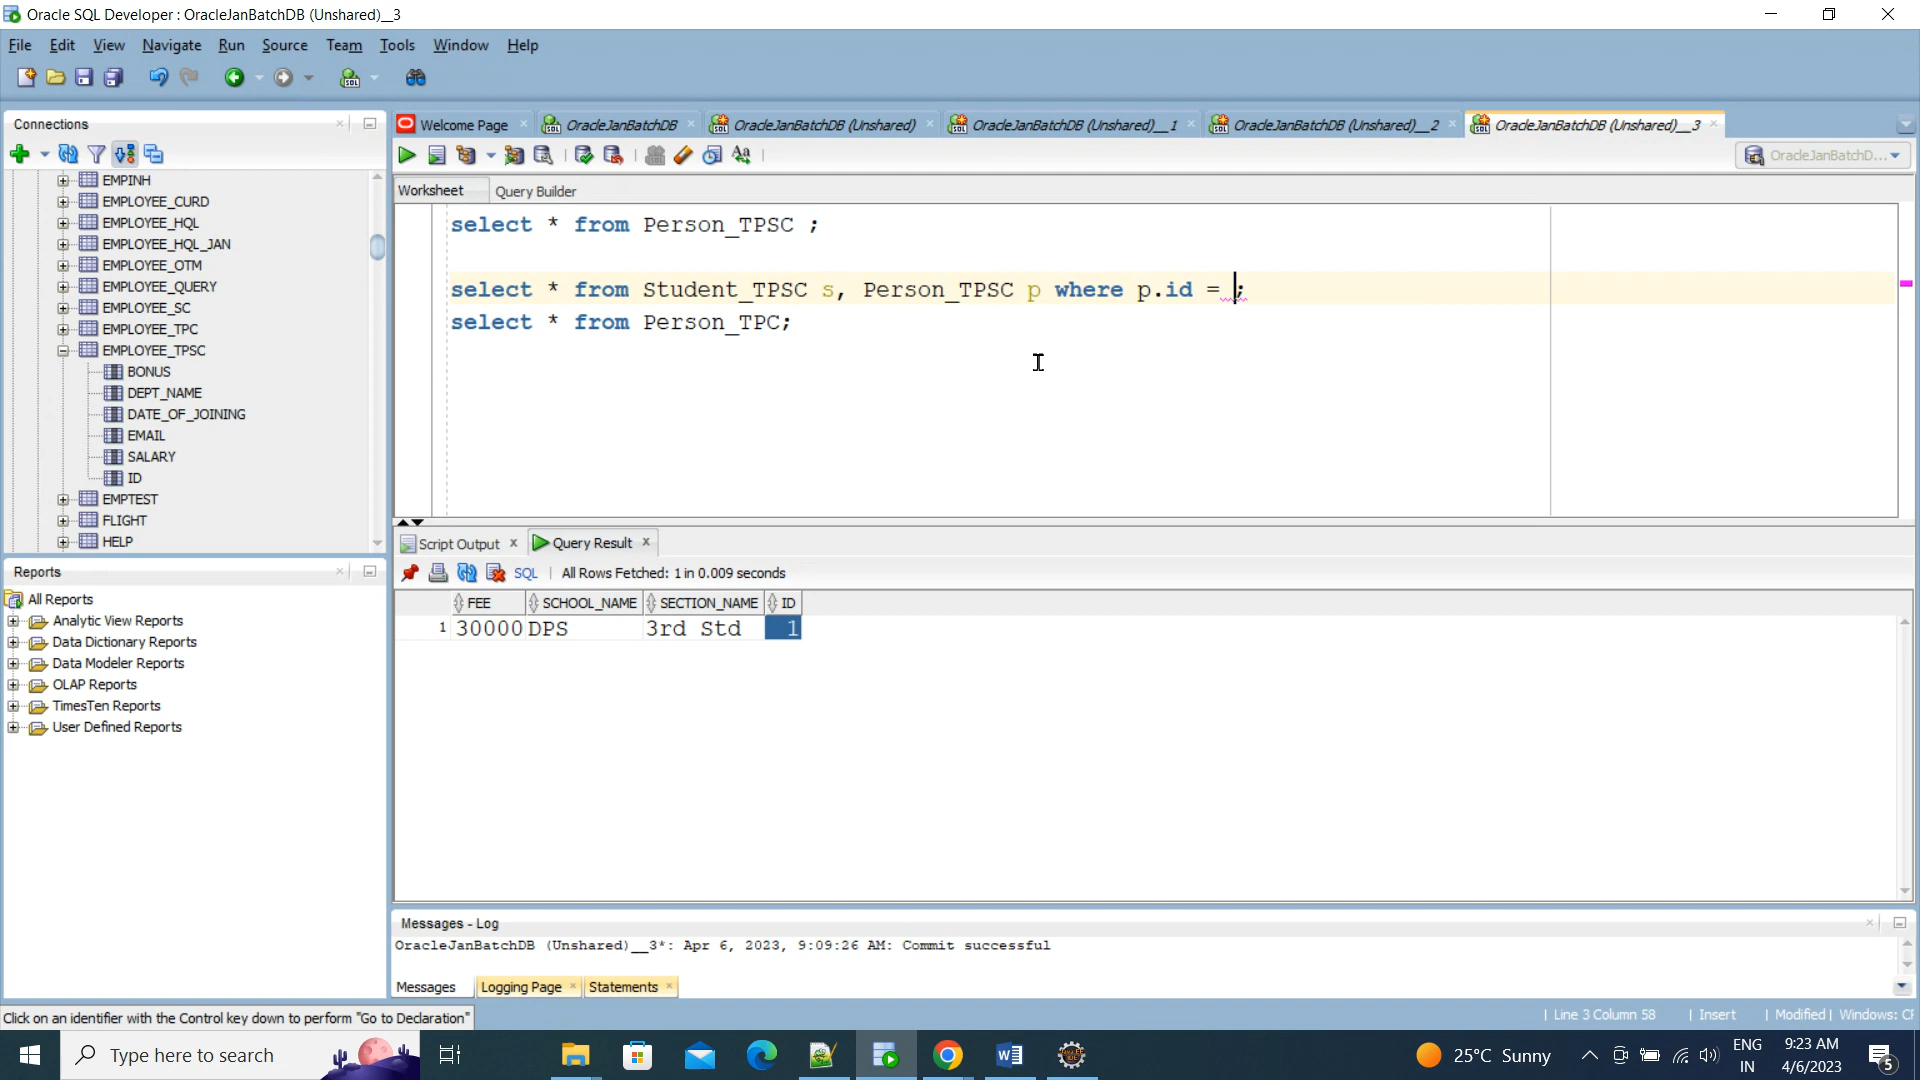 Oracle SQL Developer : OracleJanBatchDB (Unshared)__3
File Edit View Navigate Run Source Team Tools Window Help
Connections
Welcome Page
OracleJanBatchDB
OracleJanBatchDB (Unshared)
OracleJanBatchDB (Unshared)__1
OracleJanBatchDB (Unshared)__2
OracleJanBatchDB (Unshared)__3
OracleJanBatchD...
Worksheet Query Builder
EMPINH
EMPLOYEE_CURD
EMPLOYEE_HQL
EMPLOYEE_HQL_JAN
EMPLOYEE_OTM
EMPLOYEE_QUERY
EMPLOYEE_SC
EMPLOYEE_TPC
EMPLOYEE_TPSC
BONUS
DEPT_NAME
DATE_OF_JOINING
EMAIL
SALARY
ID
EMPTEST
FLIGHT
HELP
select * from Person_TPSC ;
select * from Student_TPSC s, Person_TPSC p where p.id = ;
select * from Person_TPC;
Reports
All Reports
Analytic View Reports
Data Dictionary Reports
Data Modeler Reports
OLAP Reports
TimesTen Reports
User Defined Reports
Script Output Query Result
SQL All Rows Fetched: 1 in 0.009 seconds
FEE SCHOOL_NAME SECTION_NAME ID
1 30000 DPS 3rd Std 1
Messages - Log
OracleJanBatchDB (Unshared)__3*: Apr 6, 2023, 9:09:26 AM: Commit successful
Messages Logging Page Statements
Click on an identifier with the Control key down to perform "Go to Declaration"
Line 3 Column 58 Insert Modified Windows: CF
Type here to search
25°C Sunny
ENG
IN
9:23 AM
4/6/2023
5